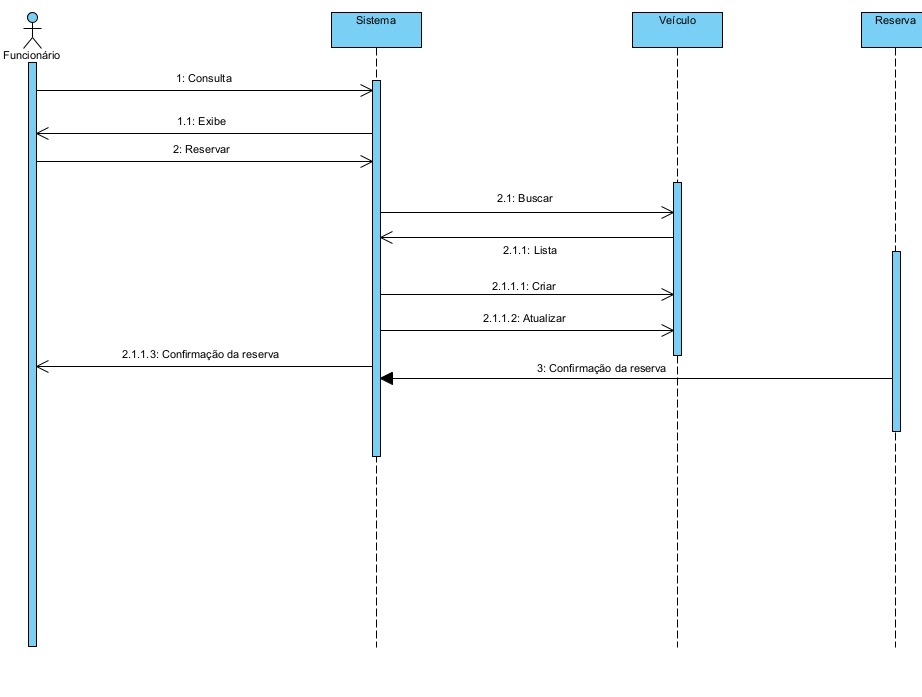 Sistema
Veículo
Reserva
Funcionário
1: Consulta
1.1: Exibe
2: Reservar
2.1: Buscar
2.1.1: Lista
2.1.1.1: Criar
2.1.1.2: Atualizar
2.1.1.3: Confirmação da reserva
3: Confirmação da reserva